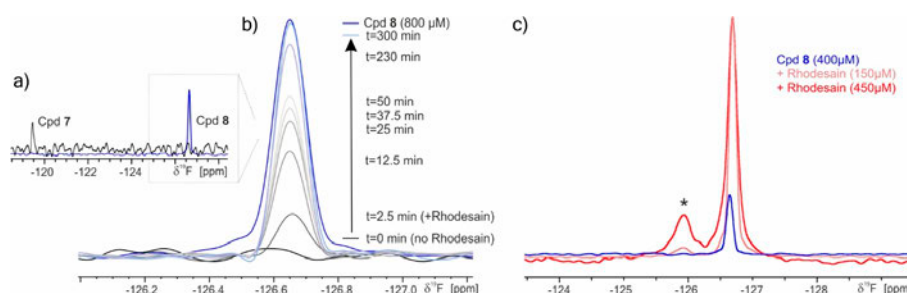 a)
Cpd 7
Cpd 8
-120
-122
-124
δ¹⁹F [ppm]
b)
Cpd 8 (800 µM)
t=300 min
t=230 min
t=50 min
t=37.5 min
t=25 min
t=12.5 min
t=2.5 min (+Rhodesain)
t=0 min (no Rhodesain)
-126.2
-126.4
-126.6
-126.8
-127.0
δ¹⁹F [ppm]
c)
Cpd 8 (400µM)
+ Rhodesain (150µM)
+ Rhodesain (450µM)
*
-124
-125
-126
-127
-128
δ¹⁹F [ppm]